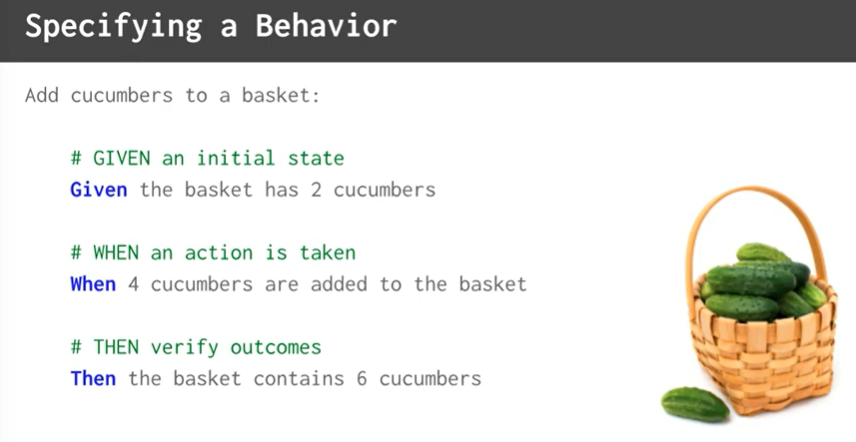 Specifying a Behavior
Add cucumbers to a basket:
# GIVEN an initial state
Given the basket has 2 cucumbers
# WHEN an action is taken
When 4 cucumbers are added to the basket
# THEN verify outcomes
Then the basket contains 6 cucumbers